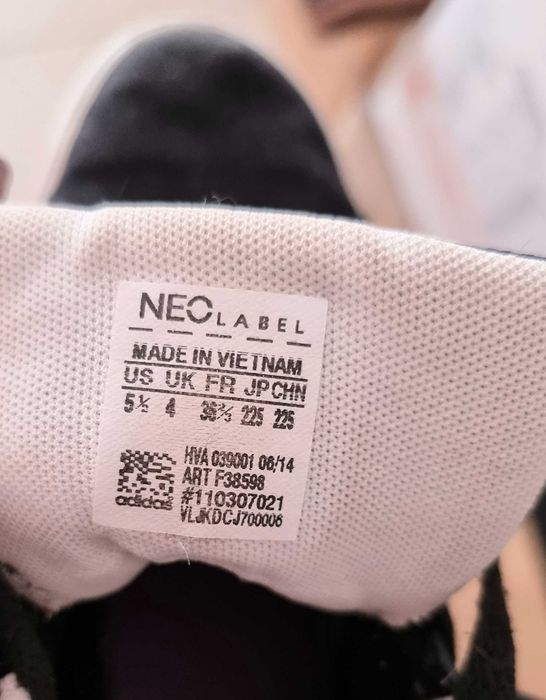 NEO LABEL
MADE IN VIETNAM
US UK FR JP CHN
5½ 4 36⅔ 225 225
HVA 039001 06/14
ART F38598
#110307021
VLJKDCJ700006
adidas